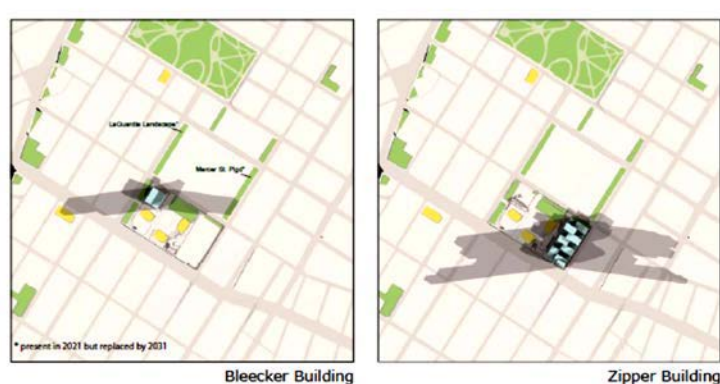 LaGuardia Landscape*
Mercer St. Plgd*
* present in 2021 but replaced by 2031
Bleecker Building
Zipper Building